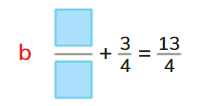 b □/□ + 3/4 = 13/4